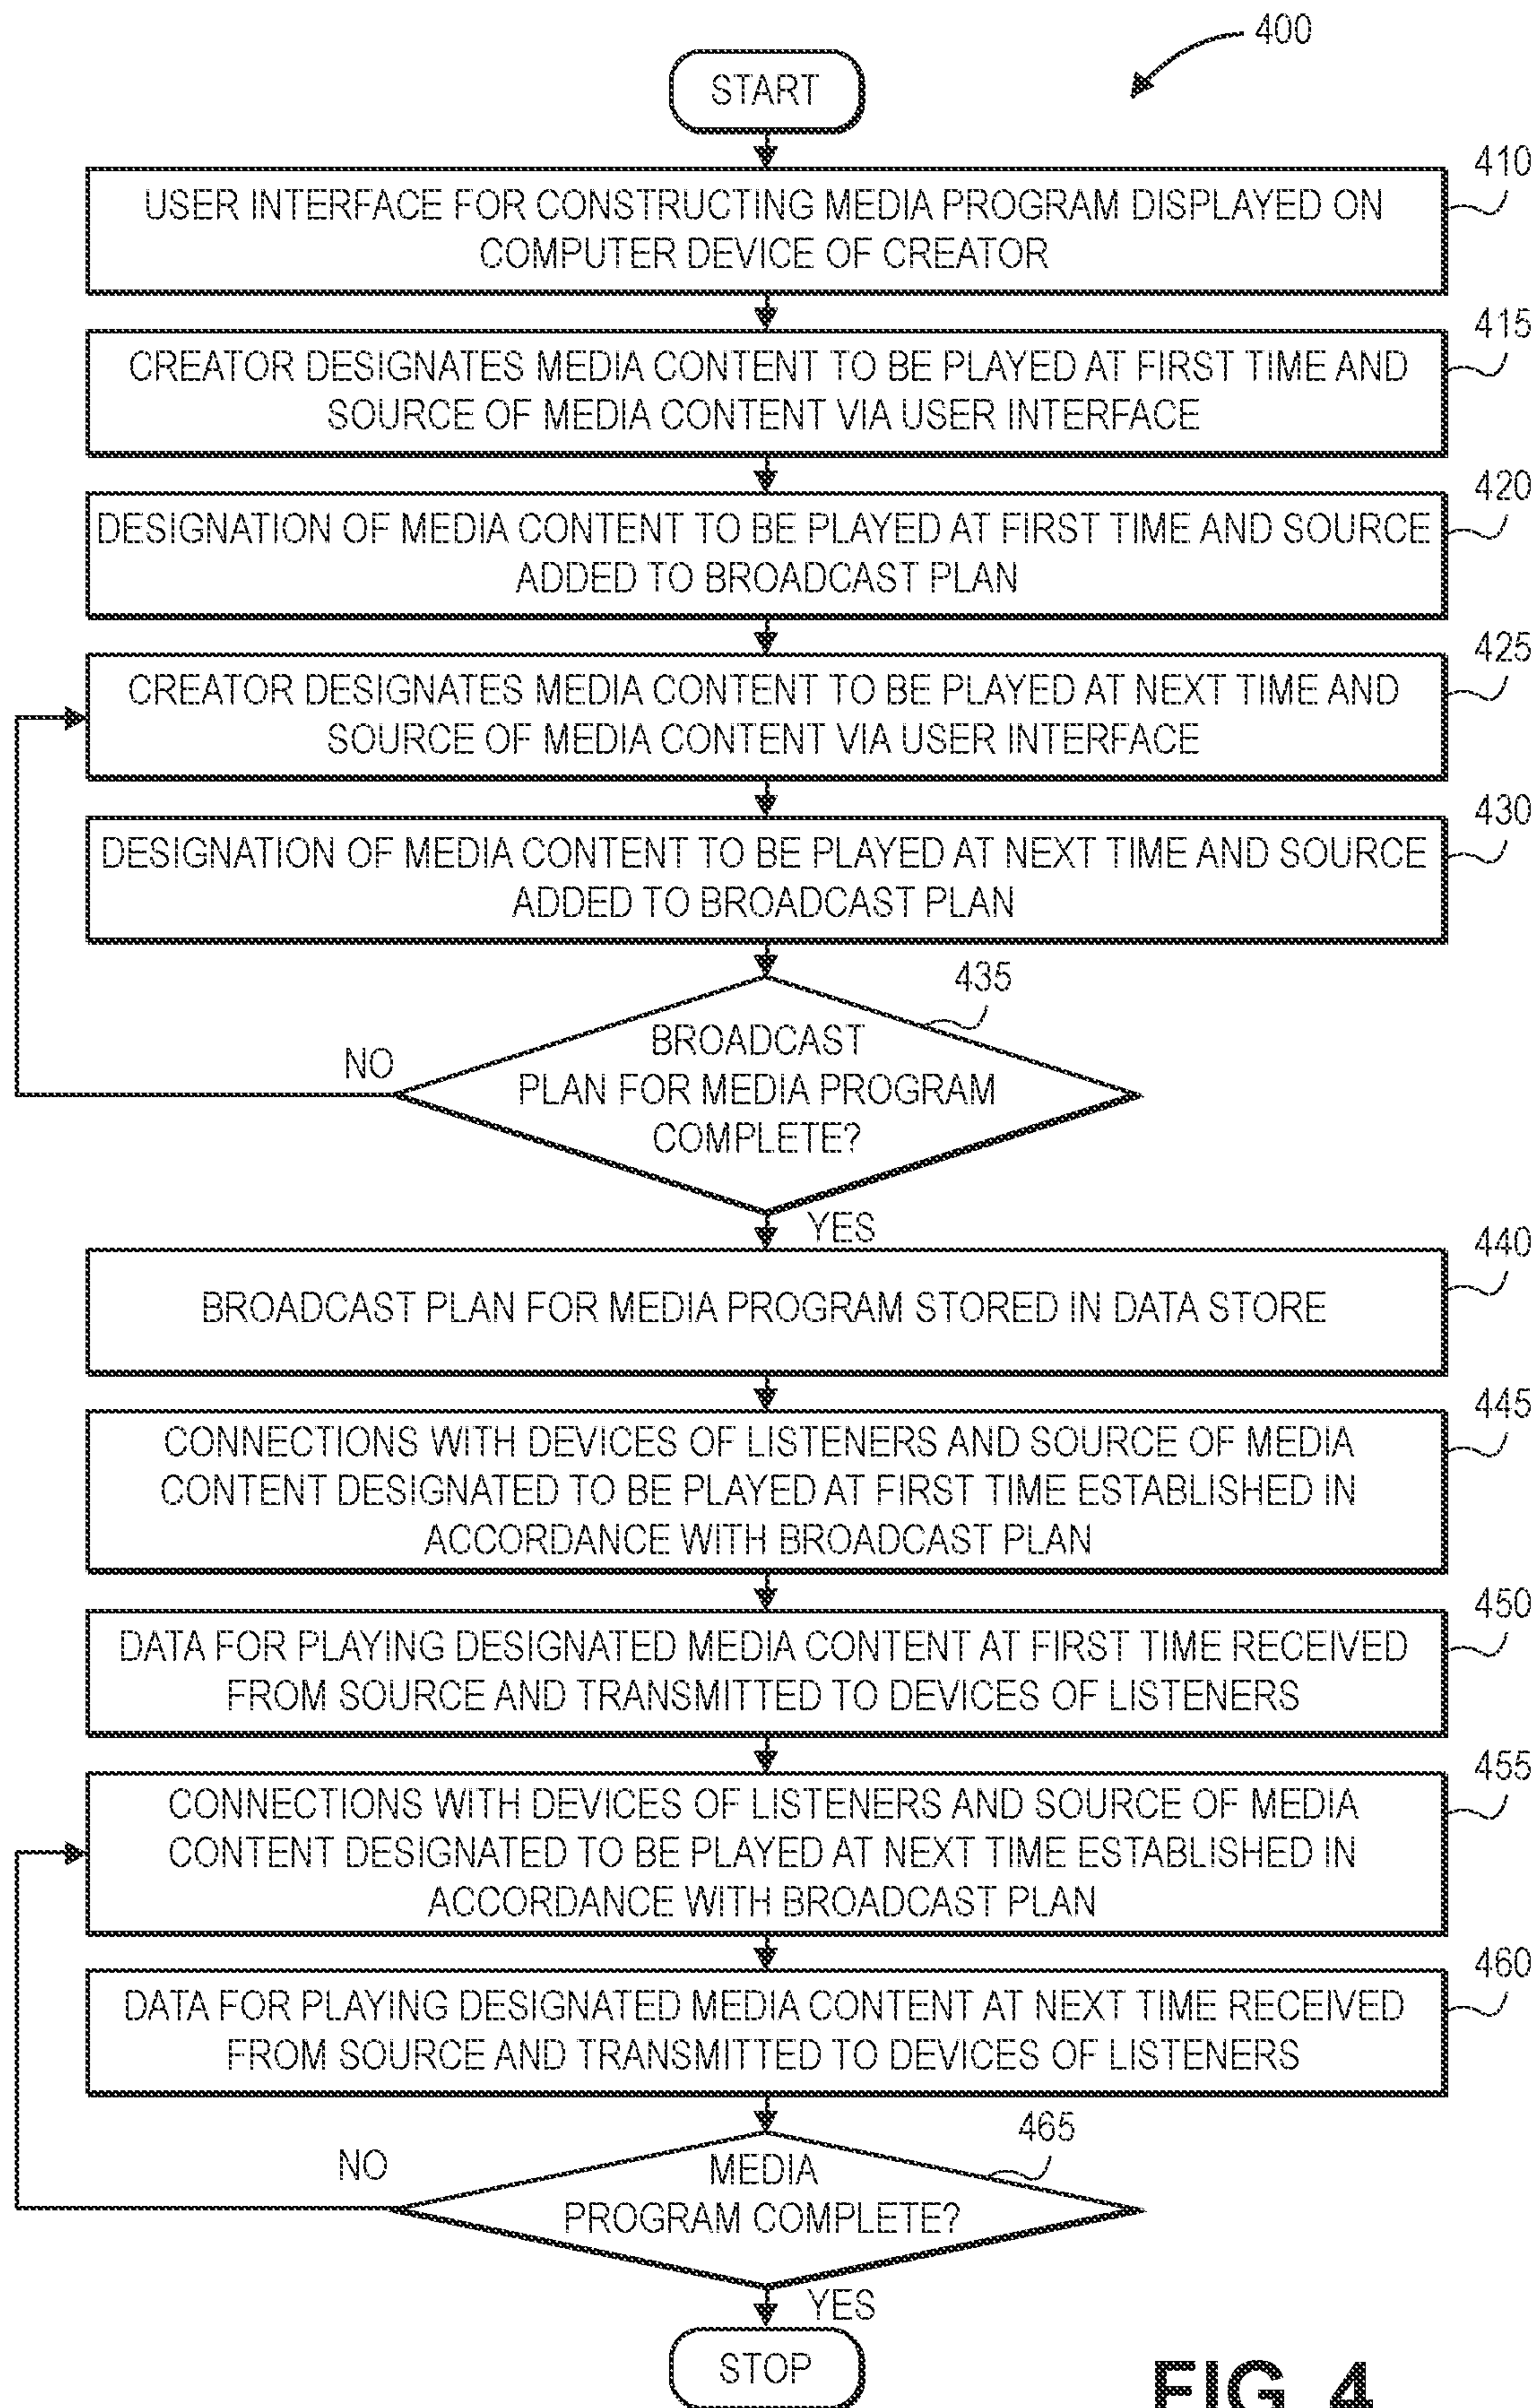 400
START
410
USER INTERFACE FOR CONSTRUCTING MEDIA PROGRAM DISPLAYED ON
COMPUTER DEVICE OF CREATOR
415
CREATOR DESIGNATES MEDIA CONTENT TO BE PLAYED AT FIRST TIME AND
SOURCE OF MEDIA CONTENT VIA USER INTERFACE
420
DESIGNATION OF MEDIA CONTENT TO BE PLAYED AT FIRST TIME AND SOURCE
ADDED TO BROADCAST PLAN
425
CREATOR DESIGNATES MEDIA CONTENT TO BE PLAYED AT NEXT TIME AND
SOURCE OF MEDIA CONTENT VIA USER INTERFACE
430
DESIGNATION OF MEDIA CONTENT TO BE PLAYED AT NEXT TIME AND SOURCE
ADDED TO BROADCAST PLAN
435
NO
BROADCAST
PLAN FOR MEDIA PROGRAM
COMPLETE?
YES
440
BROADCAST PLAN FOR MEDIA PROGRAM STORED IN DATA STORE
445
CONNECTIONS WITH DEVICES OF LISTENERS AND SOURCE OF MEDIA
CONTENT DESIGNATED TO BE PLAYED AT FIRST TIME ESTABLISHED IN
ACCORDANCE WITH BROADCAST PLAN
450
DATA FOR PLAYING DESIGNATED MEDIA CONTENT AT FIRST TIME RECEIVED
FROM SOURCE AND TRANSMITTED TO DEVICES OF LISTENERS
455
CONNECTIONS WITH DEVICES OF LISTENERS AND SOURCE OF MEDIA
CONTENT DESIGNATED TO BE PLAYED AT NEXT TIME ESTABLISHED IN
ACCORDANCE WITH BROADCAST PLAN
460
DATA FOR PLAYING DESIGNATED MEDIA CONTENT AT NEXT TIME RECEIVED
FROM SOURCE AND TRANSMITTED TO DEVICES OF LISTENERS
465
NO
MEDIA
PROGRAM COMPLETE?
YES
STOP
FIG. 4